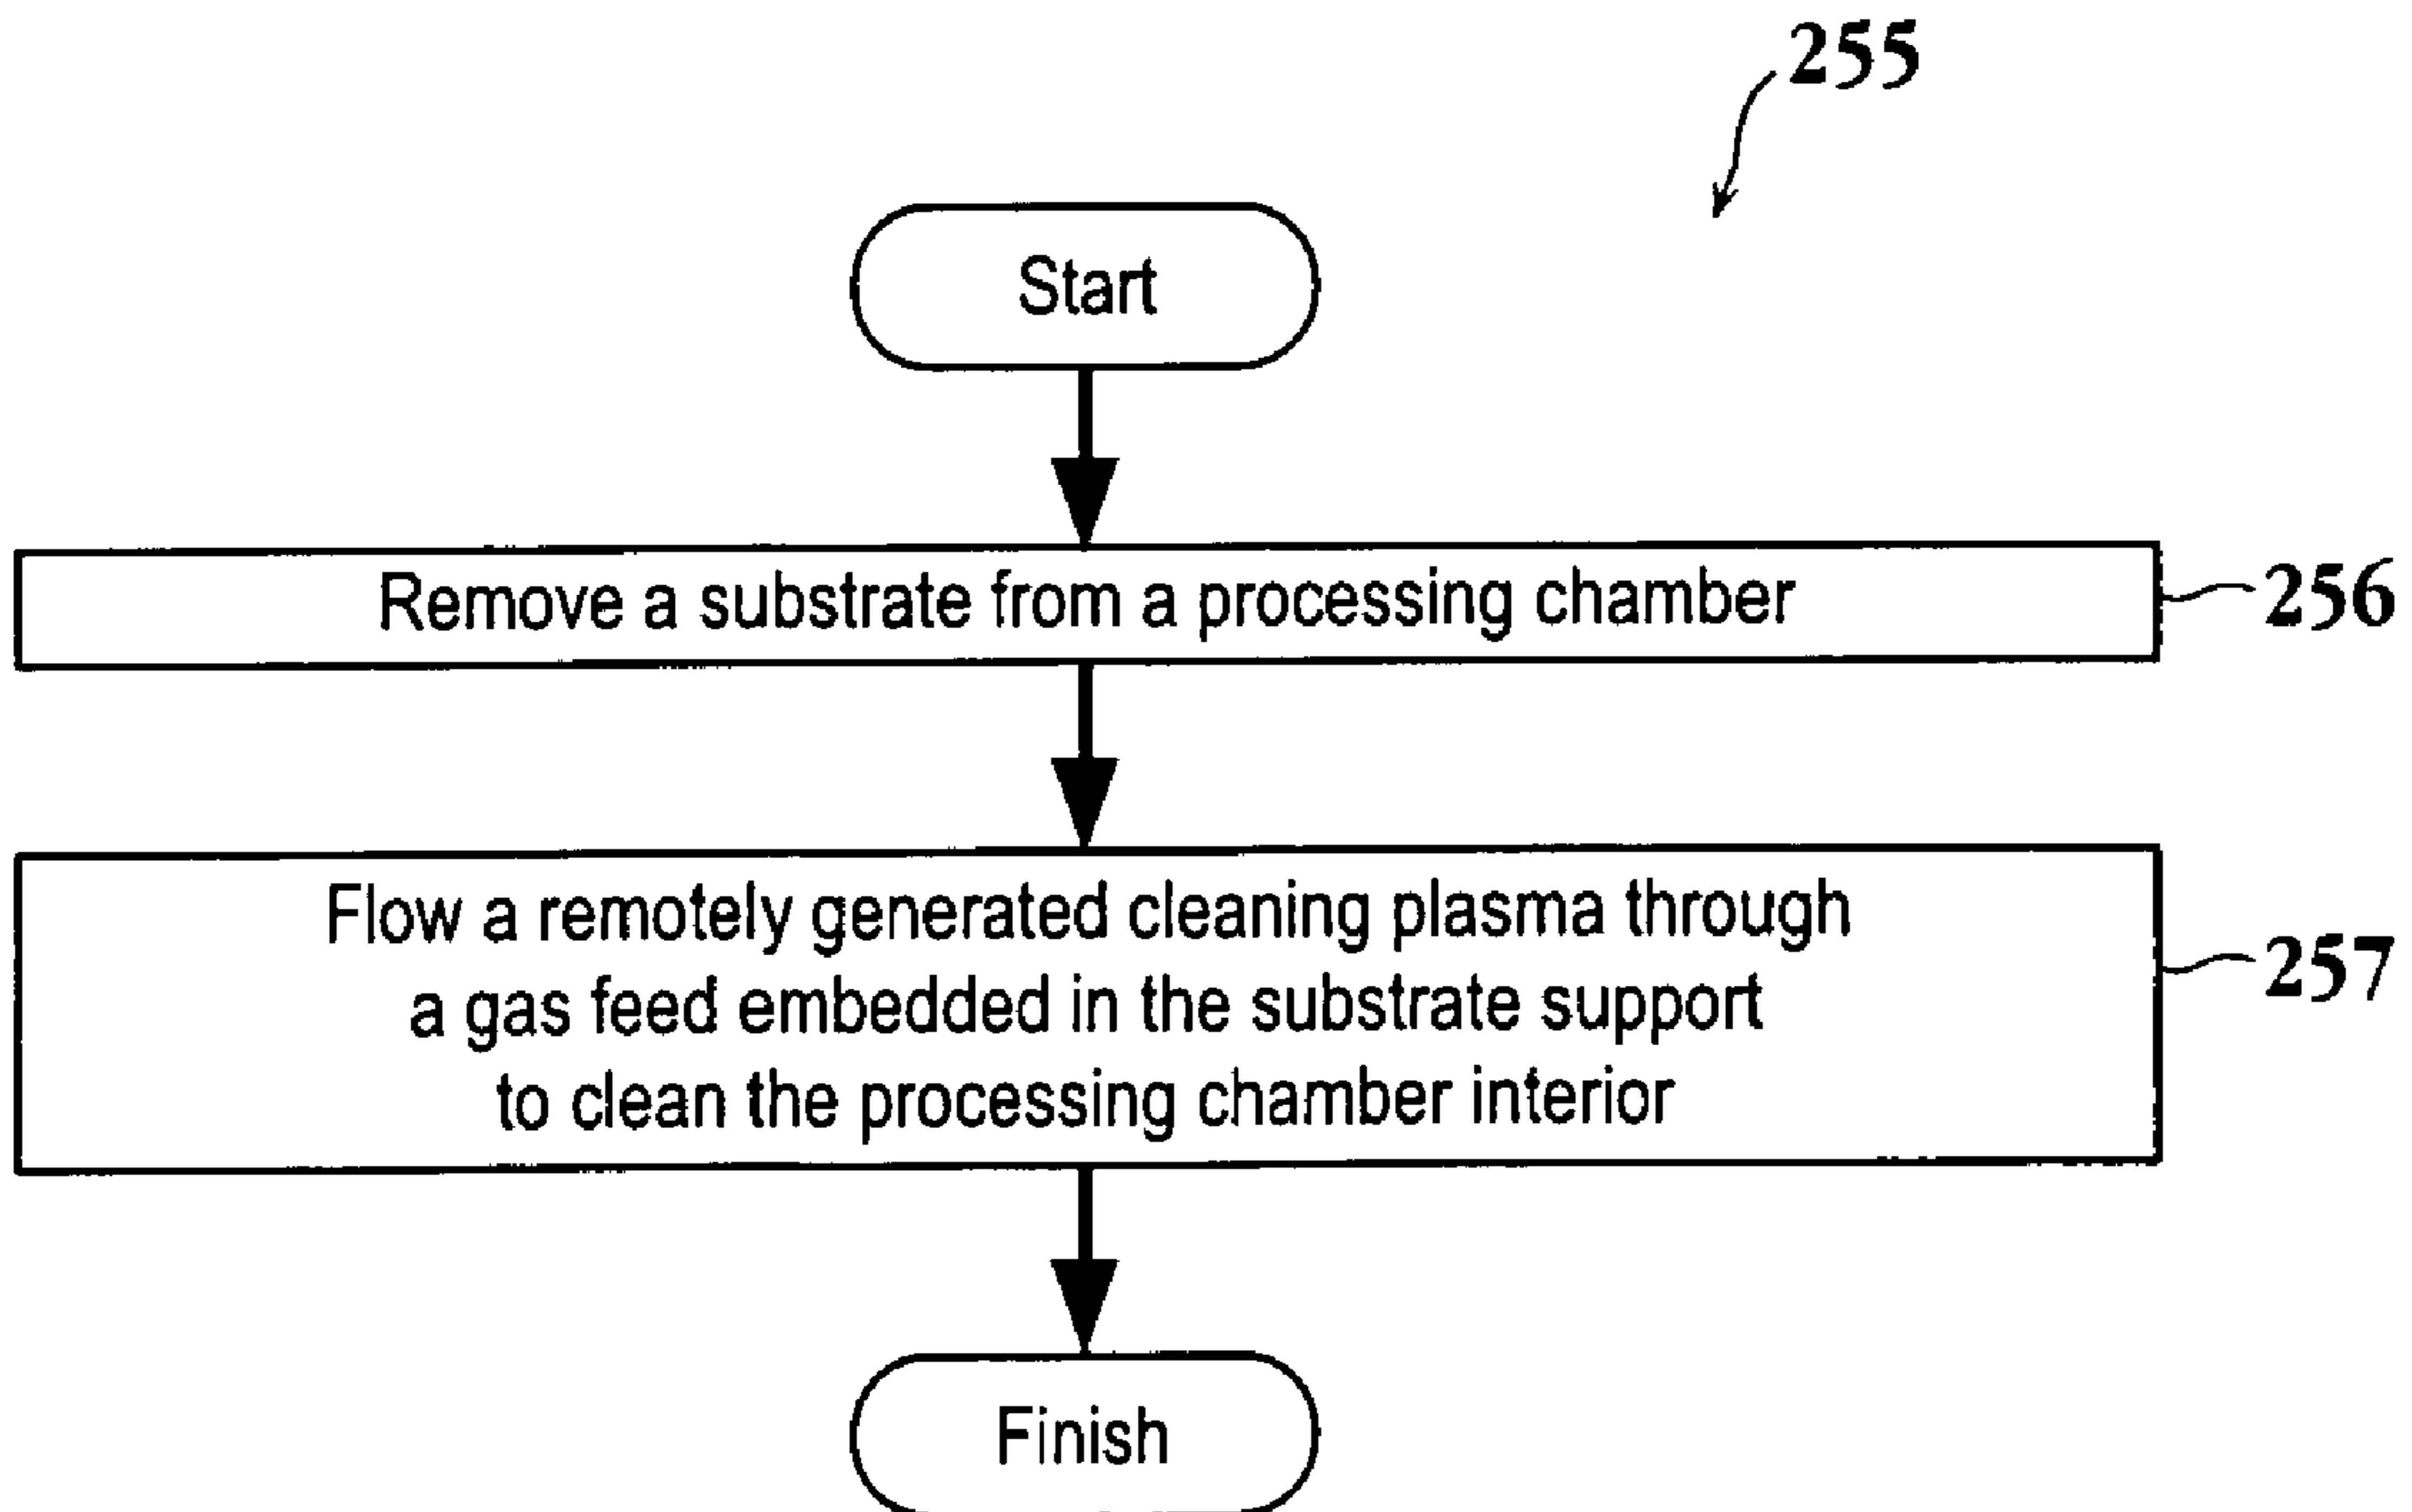 255
Start
Remove a substrate from a processing chamber
256
Flow a remotely generated cleaning plasma through
a gas feed embedded in the substrate support
to clean the processing chamber interior
257
Finish